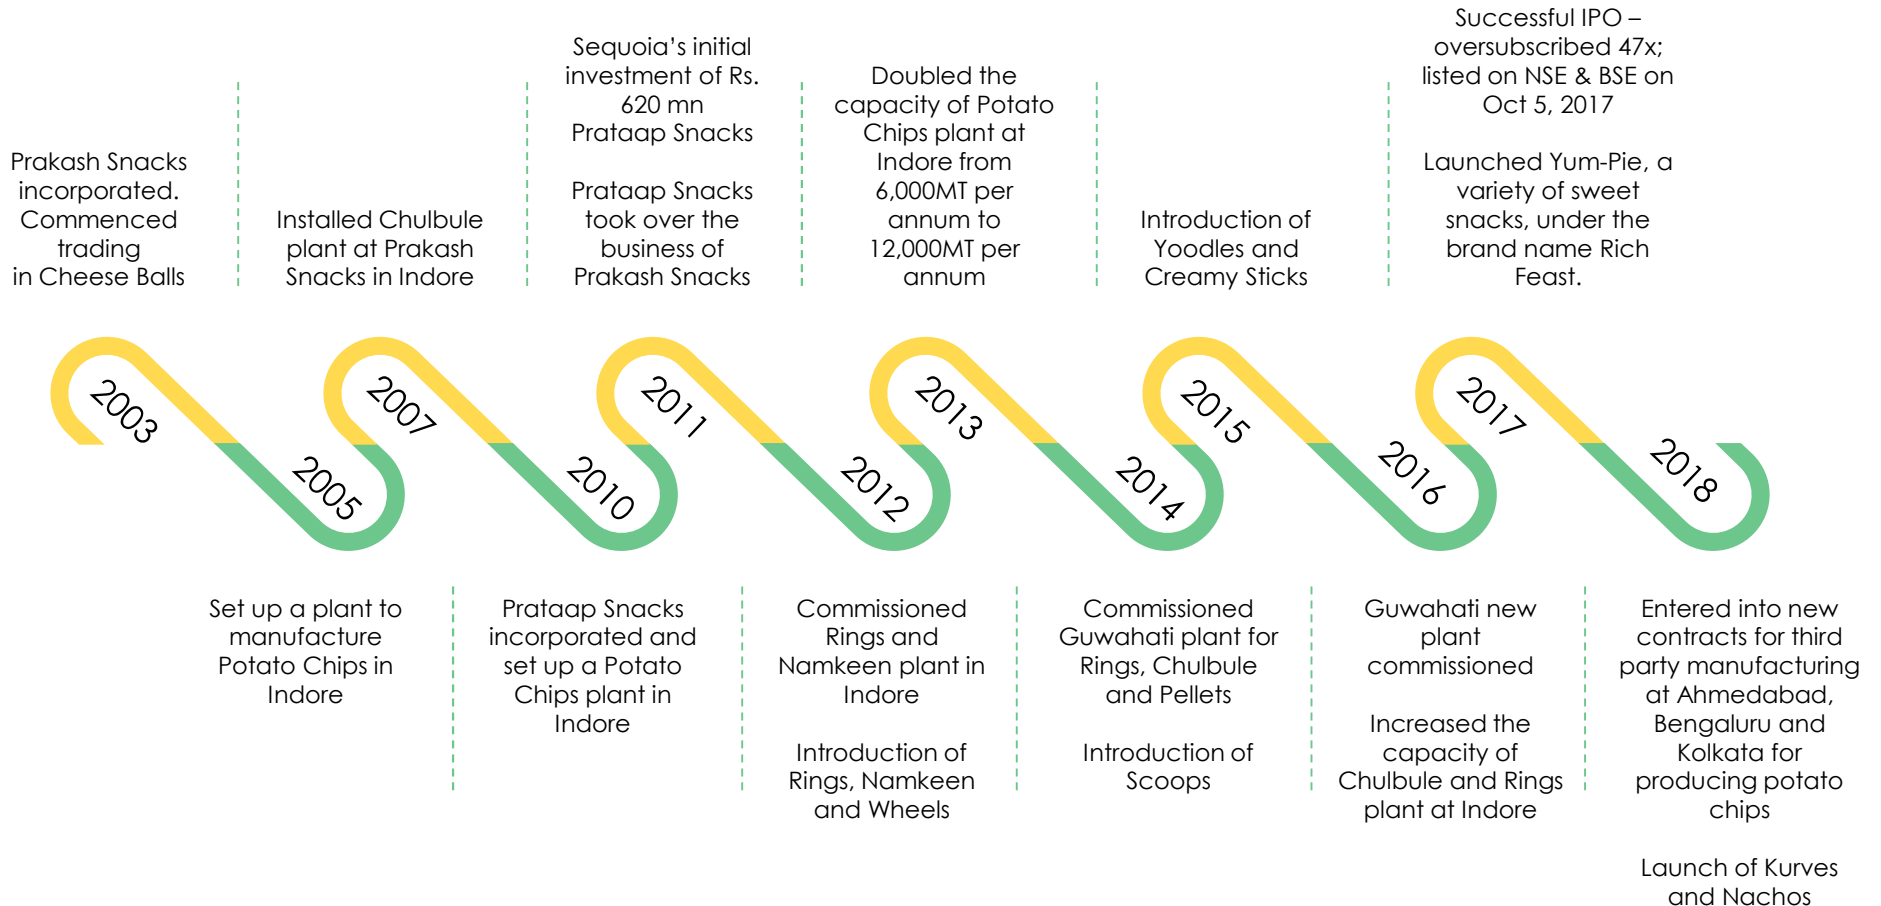 Prakash Snacks
incorporated.
Commenced
trading
in Cheese Balls
Installed Chulbule
plant at Prakash
Snacks in Indore
Sequoia's initial
investment of Rs.
620 mn
Prataap Snacks
Prataap Snacks
took over the
business of
Prakash Snacks
Doubled the
capacity of Potato
Chips plant at
Indore from
6,000MT per
annum to
12,000MT per
annum
Introduction of
Yoodles and
Creamy Sticks
Successful IPO –
oversubscribed 47x;
listed on NSE & BSE on
Oct 5, 2017
Launched Yum-Pie, a
variety of sweet
snacks, under the
brand name Rich
Feast.
2003
2005
2007
2010
2011
2012
2013
2014
2015
2016
2017
2018
Set up a plant to
manufacture
Potato Chips in
Indore
Prataap Snacks
incorporated and
set up a Potato
Chips plant in
Indore
Commissioned
Rings and
Namkeen plant in
Indore
Introduction of
Rings, Namkeen
and Wheels
Commissioned
Guwahati plant for
Rings, Chulbule
and Pellets
Introduction of
Scoops
Guwahati new
plant
commissioned
Increased the
capacity of
Chulbule and Rings
plant at Indore
Entered into new
contracts for third
party manufacturing
at Ahmedabad,
Bengaluru and
Kolkata for
producing potato
chips
Launch of Kurves
and Nachos